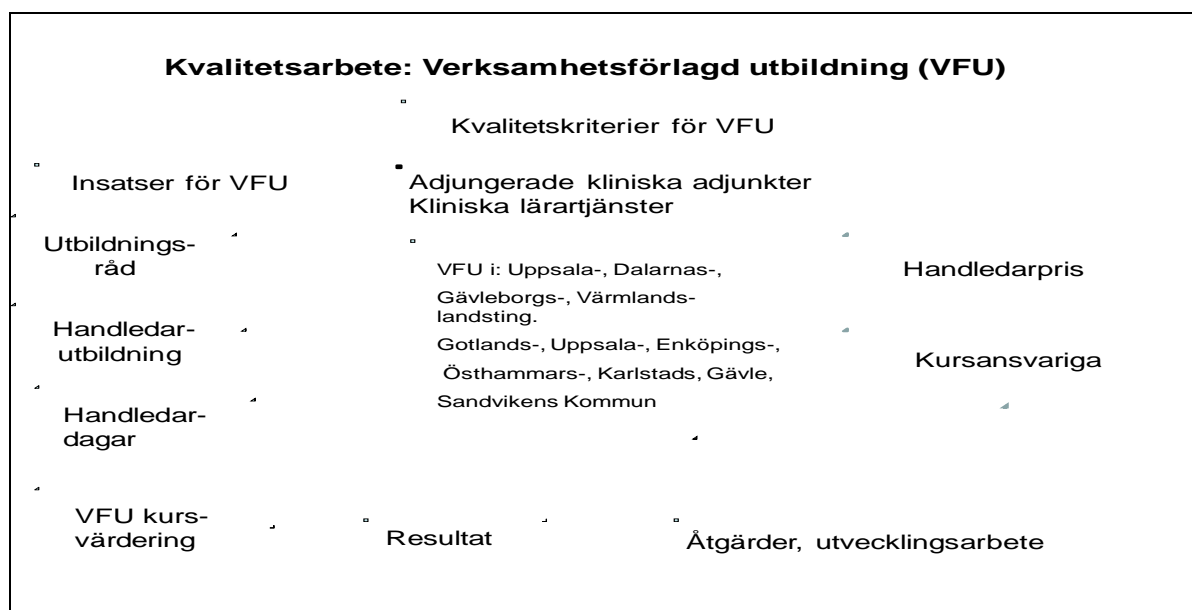 Kvalitetsarbete: Verksamhetsförlagd utbildning (VFU)
Kvalitetskriterier för VFU
Insatser för VFU
Adjungerade kliniska adjunkter
Kliniska lärartjänster
Utbildnings-
råd
VFU i: Uppsala-, Dalarnas-,
Gävleborgs-, Värmlands-
landsting.
Gotlands-, Uppsala-, Enköpings-,
Östhammars-, Karlstads, Gävle,
Sandvikens Kommun
Handledarpris
Handledar-
utbildning
Kursansvariga
Handledar-
dagar
VFU kurs-
värdering
Resultat
Åtgärder, utvecklingsarbete